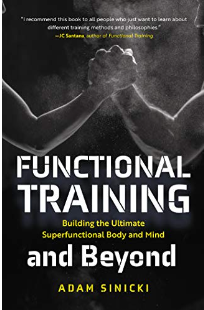 "I recommend this book to all people who just want to learn about
different training methods and philosophies."
—JC Santana, author of Functional Training
FUNCTIONAL
TRAINING
Building the Ultimate
Superfunctional Body and Mind
and Beyond
ADAM SINICKI